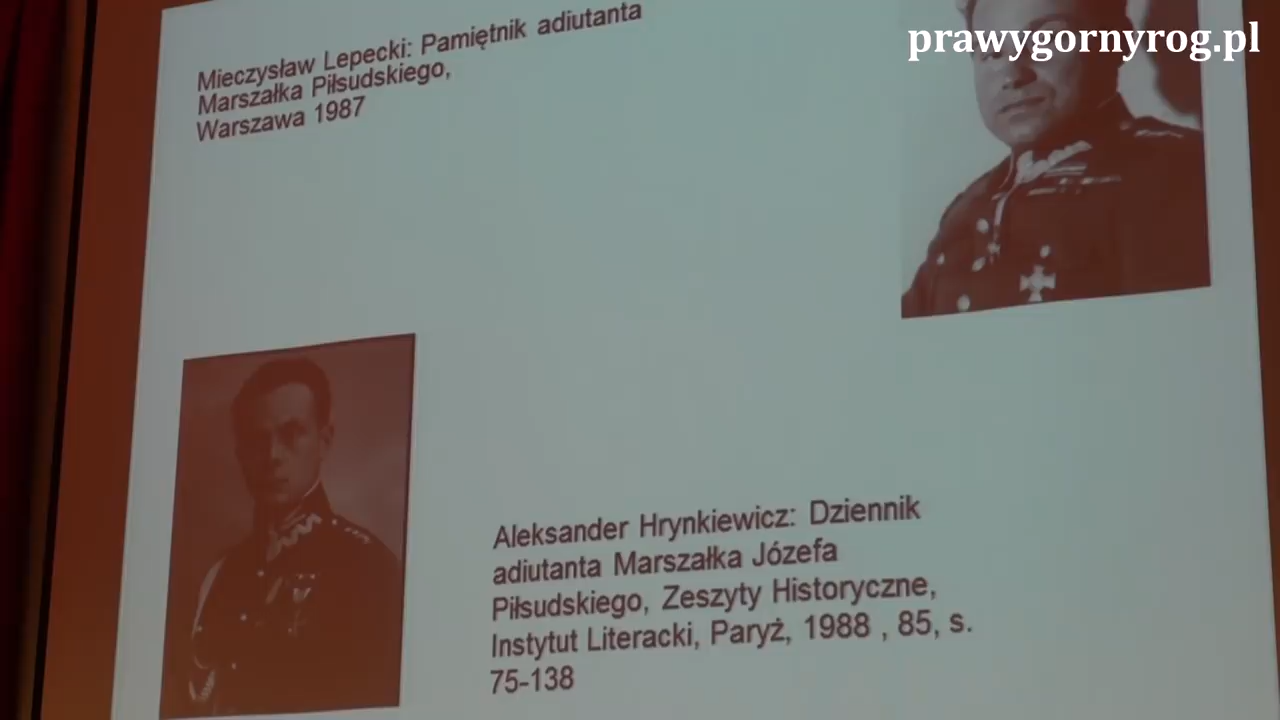 prawygornyrog.pl
Mieczysław Lepecki: Pamiętnik adiutanta
Marszałka Piłsudskiego,
Warszawa 1987
Aleksander Hrynkiewicz: Dziennik
adiutanta Marszałka Józefa
Piłsudskiego, Zeszyty Historyczne,
Instytut Literacki, Paryż, 1988 , 85, s.
75-138